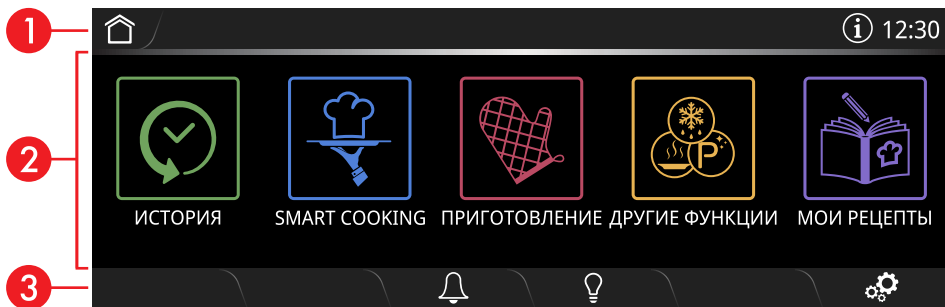 1
12:30
2
ИСТОРИЯ
SMART COOKING
ПРИГОТОВЛЕНИЕ
ДРУГИЕ ФУНКЦИИ
МОИ РЕЦЕПТЫ
P
3